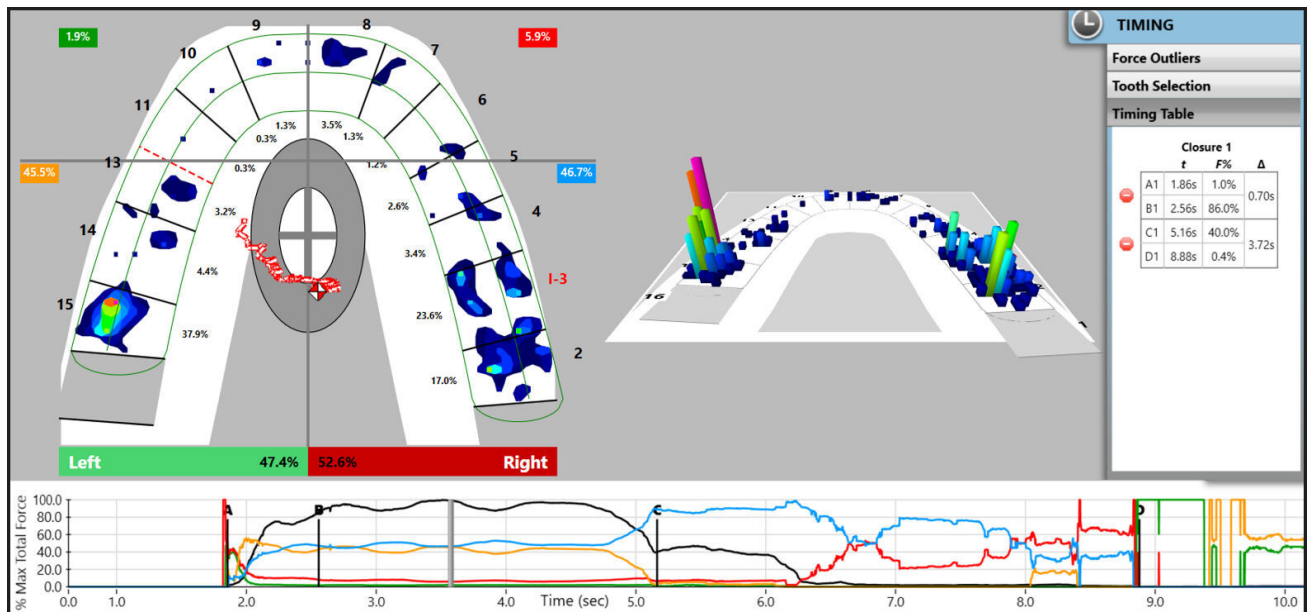 1.9%
9
8
5.9%
10
7
11
6
1.3%
3.5%
0.3%
1.3%
13
0.3%
1.2%
5
45.5%
46.7%
3.2%
2.6%
4
14
4.4%
3.4%
I-3
15
37.9%
23.6%
2
17.0%
Left 47.4% 52.6% Right
16
1
TIMING
Force Outliers
Tooth Selection
Timing Table
Closure 1
t F% Δ
A1 1.86s 1.0% 0.70s
B1 2.56s 86.0%
C1 5.16s 40.0% 3.72s
D1 8.88s 0.4%
% Max Total Force
100.0
80.0
60.0
40.0
20.0
0.0
A B C D
0.0 1.0 2.0 3.0 4.0 Time (sec) 5.0 6.0 7.0 8.0 9.0 10.0